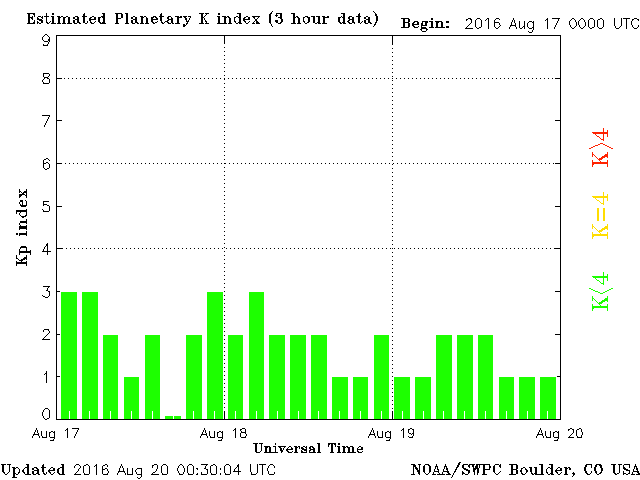 Estimated Planetary K index (3 hour data)
Begin: 2016 Aug 17 0000 UTC
9
8
7
6
5
4
3
2
1
0
Kp index
K>4
K=4
K<4
Aug 17
Aug 18
Aug 19
Aug 20
Universal Time
Updated 2016 Aug 20 00:30:04 UTC
NOAA/SWPC Boulder, CO USA